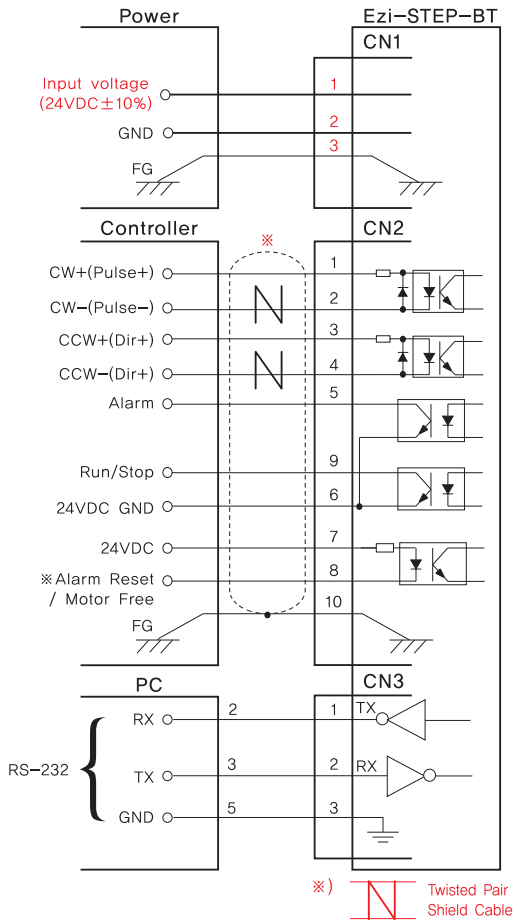 Power
Ezi-STEP-BT
CN1
Input voltage
(24VDC±10%)
1
GND
2
3
FG
Controller
CN2
※
CW+(Pulse+)
1
CW-(Pulse-)
2
CCW+(Dir+)
3
CCW-(Dir+)
4
Alarm
5
Run/Stop
9
24VDC GND
6
24VDC
7
※Alarm Reset
/ Motor Free
8
10
FG
PC
CN3
RS-232
RX
2
1
TX
TX
3
2
RX
GND
5
3
※)
Twisted Pair
Shield Cable